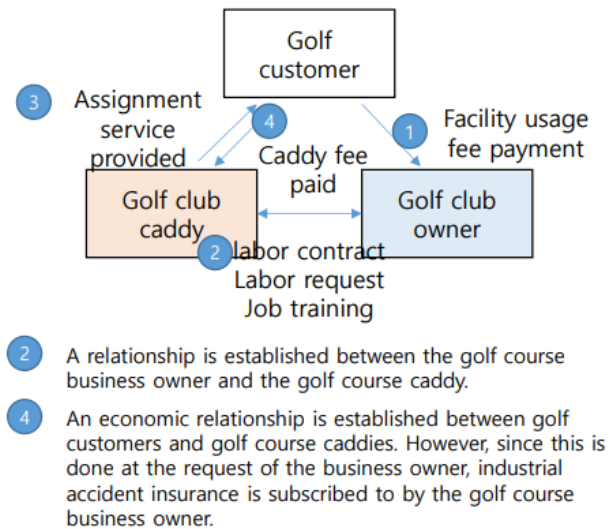 Golf
customer
3
Assignment
service
provided
4
1
Facility usage
fee payment
Caddy fee
paid
Golf club
caddy
Golf club
owner
2
labor contract
Labor request
Job training
2
A relationship is established between the golf course
business owner and the golf course caddy.
4
An economic relationship is established between golf
customers and golf course caddies. However, since this is
done at the request of the business owner, industrial
accident insurance is subscribed to by the golf course
business owner.